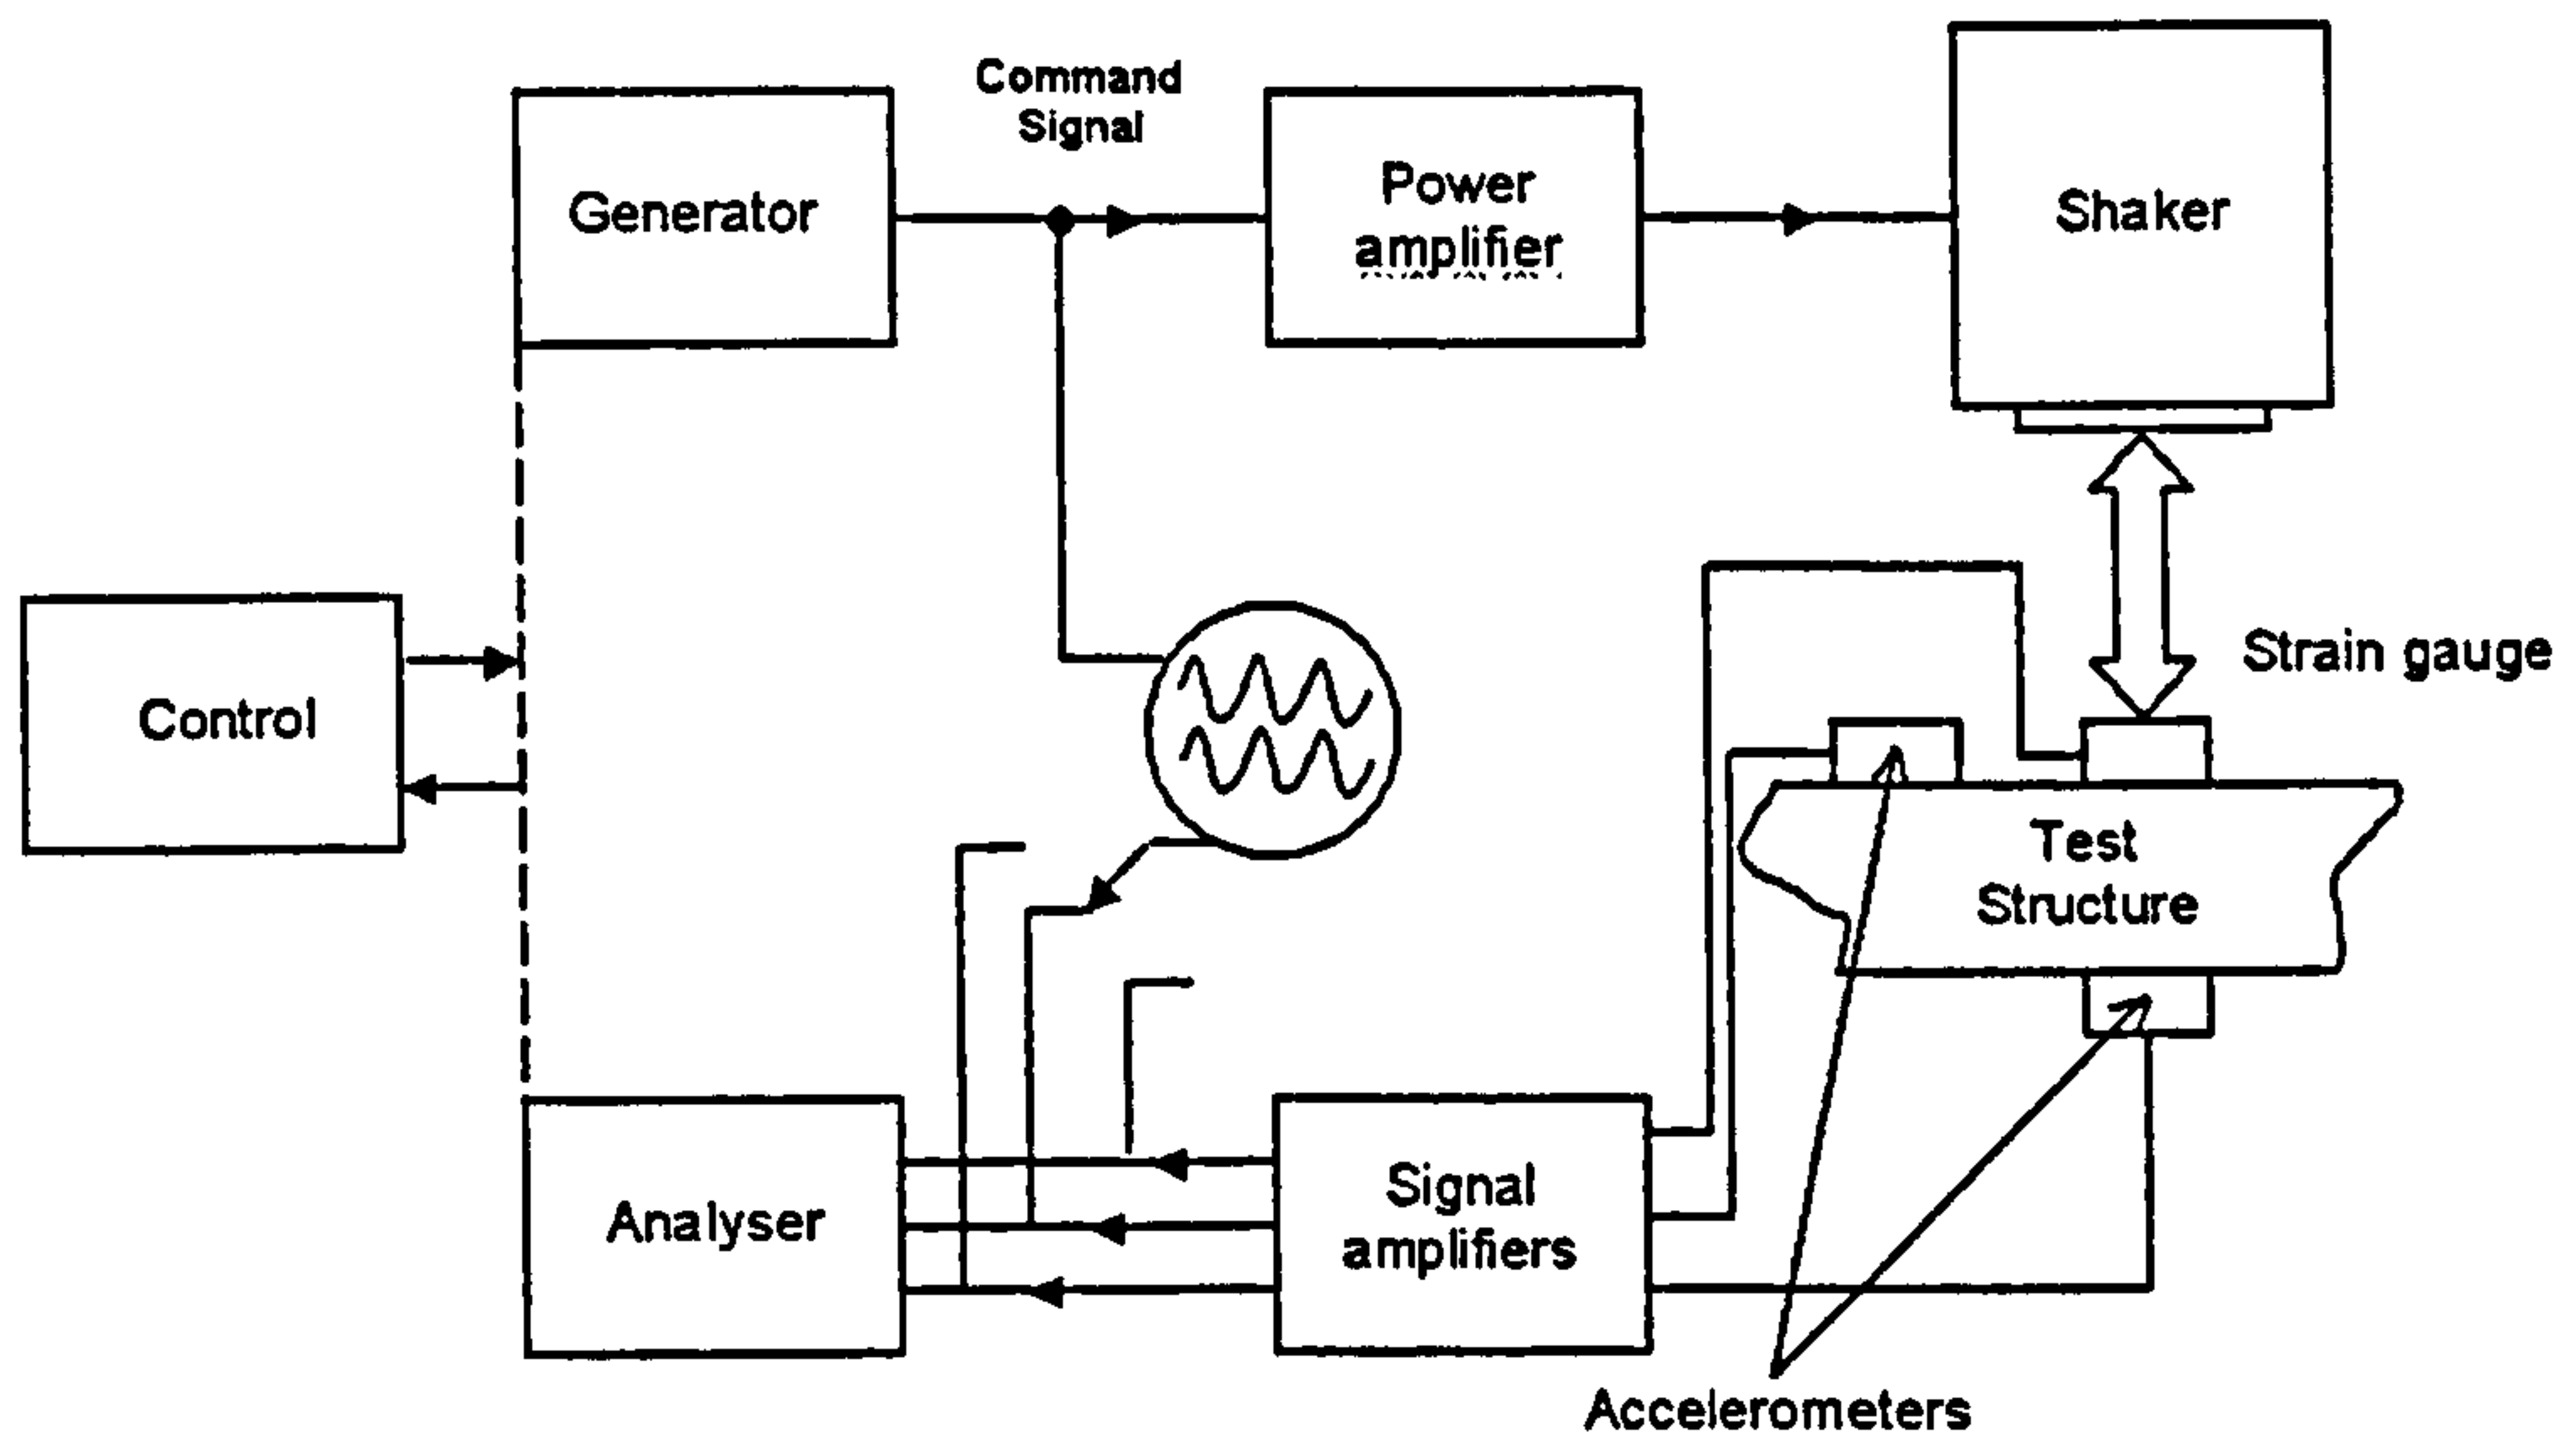 Command
Signal
Generator
Power
amplifier
Shaker
Control
Strain gauge
Test
Structure
Analyser
Signal
amplifiers
Accelerometers